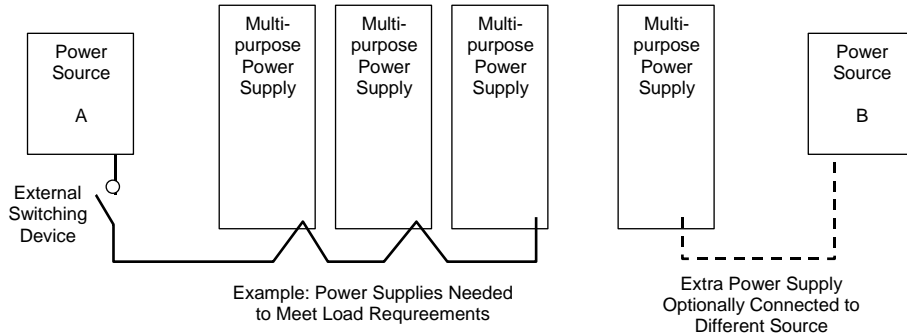 Power
Source
A
Multi-
purpose
Power
Supply
Multi-
purpose
Power
Supply
Multi-
purpose
Power
Supply
Multi-
purpose
Power
Supply
Power
Source
B
External
Switching
Device
Example: Power Supplies Needed
to Meet Load Requreements
Extra Power Supply
Optionally Connected to
Different Source